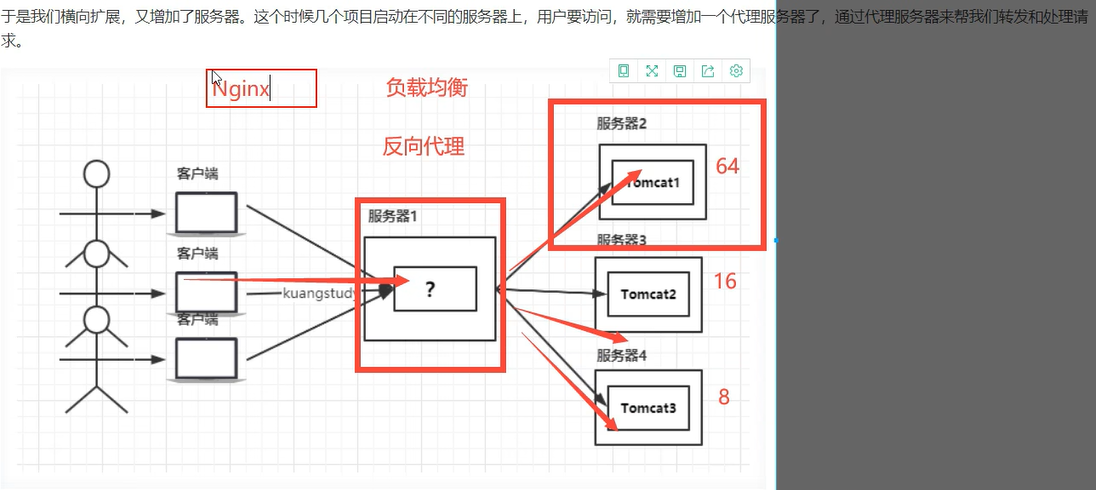 于是我们横向扩展，又增加了服务器。这个时候几个项目启动在不同的服务器上，用户要访问，就需要增加一个代理服务器了，通过代理服务器来帮我们转发和处理请
求。
Nginx
负载均衡
反向代理
客户端
客户端
客户端
kuangstudy
服务器1
?
服务器2
Tomcat1
64
服务器3
Tomcat2
16
服务器4
Tomcat3
8